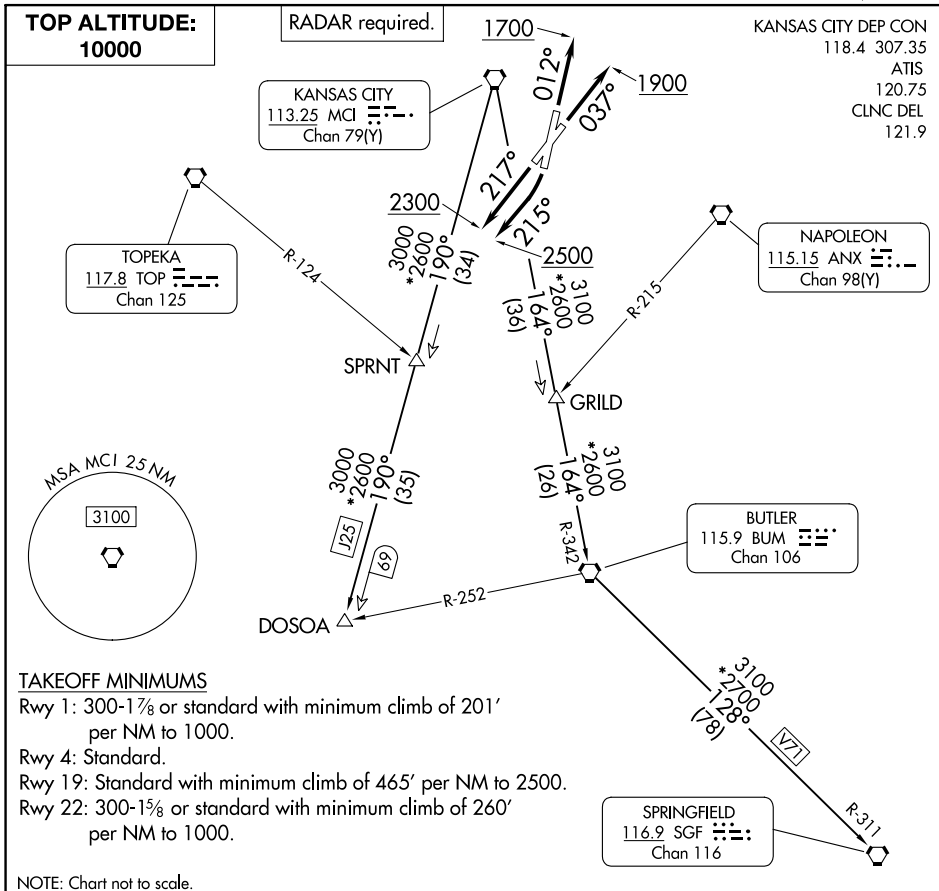 TOP ALTITUDE:
10000
RADAR required.
KANSAS CITY DEP CON
118.4 307.35
ATIS
120.75
CLNC DEL
121.9
1700
012°
1900
037°
KANSAS CITY
113.25 MCI
Chan 79(Y)
217°
2300
215°
2500
TOPEKA
117.8 TOP
Chan 125
R-124
NAPOLEON
115.15 ANX
Chan 98(Y)
R-215
3000
*2600
190°
(34)
3100
*2600
164°
(36)
SPRNT
GRILD
3000
*2600
190°
(35)
3100
*2600
164°
(26)
MSA MCI 25 NM
3100
J25
69
R-342
BUTLER
115.9 BUM
Chan 106
R-252
DOSOA
3100
*2700
128°
(78)
V71
R-311
SPRINGFIELD
116.9 SGF
Chan 116
TAKEOFF MINIMUMS
Rwy 1: 300-1⅞ or standard with minimum climb of 201'
per NM to 1000.
Rwy 4: Standard.
Rwy 19: Standard with minimum climb of 465' per NM to 2500.
Rwy 22: 300-1⅝ or standard with minimum climb of 260'
per NM to 1000.
NOTE: Chart not to scale.